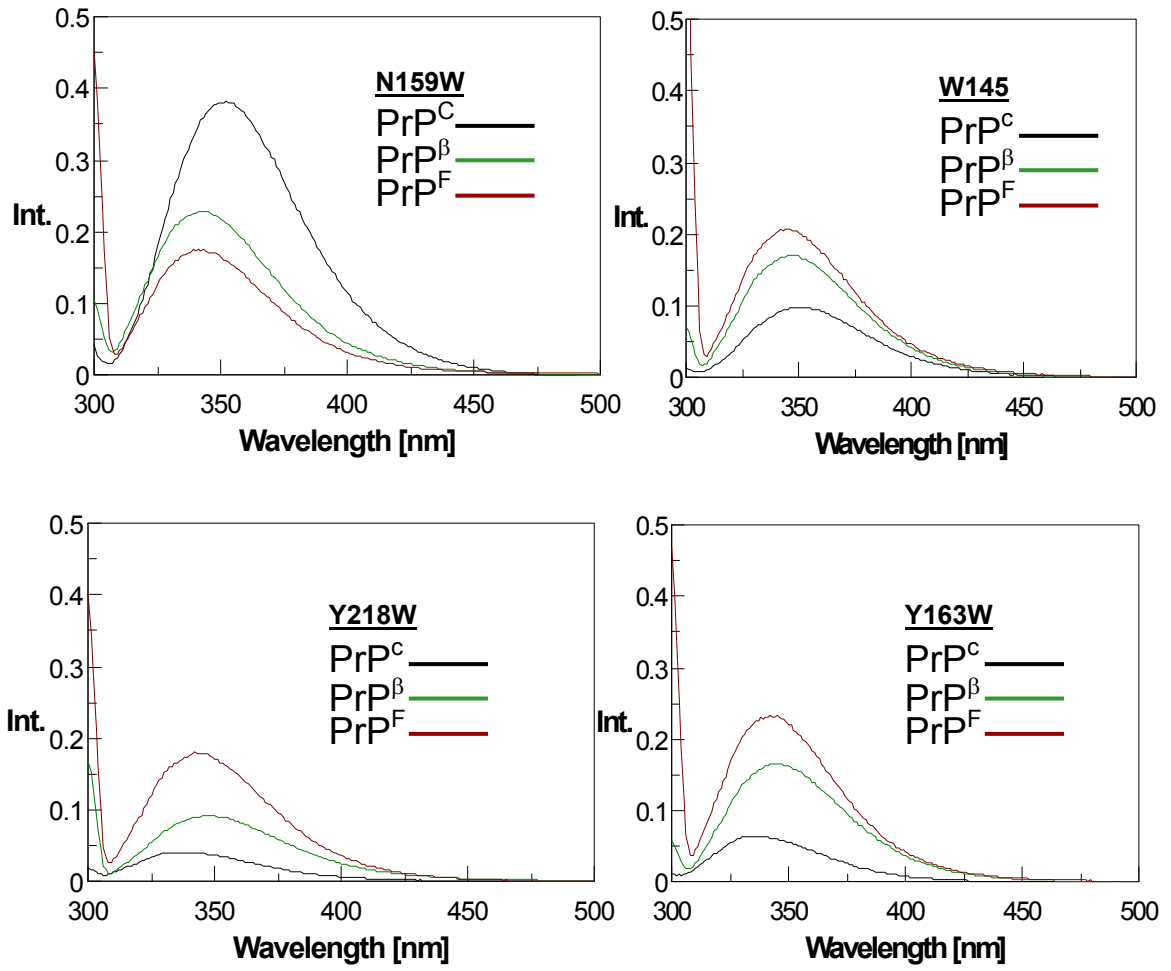 0.5
0.4
0.3
Int.
0.2
0.1
0
300 350 400 450 500
Wavelength [nm]
N159W
PrP^C
PrP^β
PrP^F
0.5
0.4
0.3
Int.
0.2
0.1
0
300 350 400 450 500
Wavelength [nm]
W145
PrP^c
PrP^β
PrP^F
0.5
0.4
0.3
Int.
0.2
0.1
0
300 350 400 450 500
Wavelength [nm]
Y218W
PrP^c
PrP^β
PrP^F
0.5
0.4
0.3
Int.
0.2
0.1
0
300 350 400 450 500
Wavelength [nm]
Y163W
PrP^c
PrP^β
PrP^F